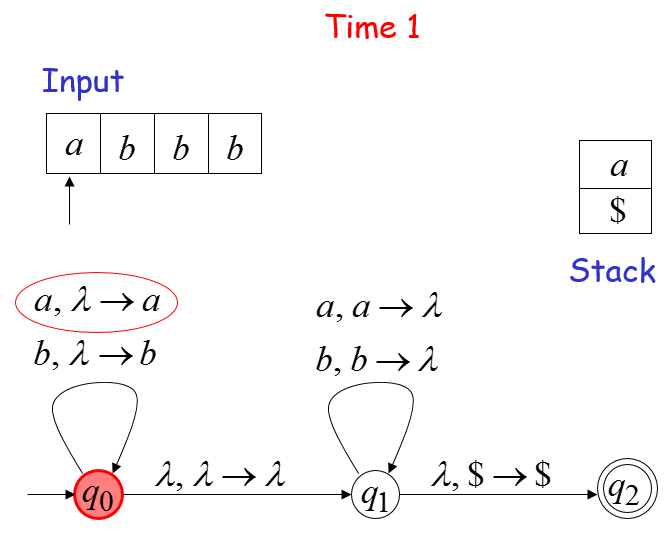 Time 1
Input
a b b b
a
$
Stack
a, λ → a
b, λ → b
a, a → λ
b, b → λ
λ, λ → λ
λ, $ → $
q0
q1
q2